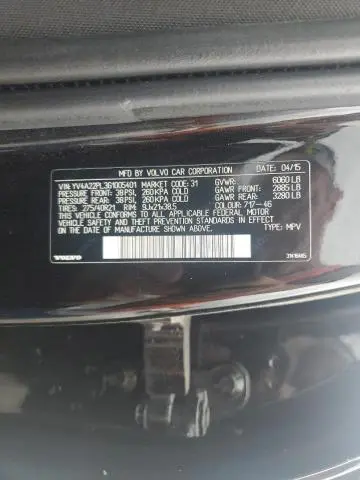 MFD BY VOLVO CAR CORPORATION DATE: 04/15
VIN: YV4A22PL3G1005401 MARKET CODE: 31 GVWR: 6060 LB
PRESSURE FRONT: 38 PSI, 260 KPA COLD GAWR FRONT: 2885 LB
PRESSURE REAR: 38 PSI, 260 KPA COLD GAWR REAR: 3280 LB
TIRES: 275/40R21 RIM: 9Jx21x38.5 COLOUR: 717-46
THIS VEHICLE CONFORMS TO ALL APPLICABLE FEDERAL MOTOR
VEHICLE SAFETY STANDARDS IN EFFECT ON
THE DATE OF MANUFACTURE SHOWN ABOVE. TYPE: MPV
VOLVO